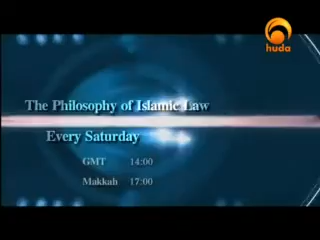 huda
The Philosophy of Islamic Law
Every Saturday
GMT 14:00
Makkah 17:00